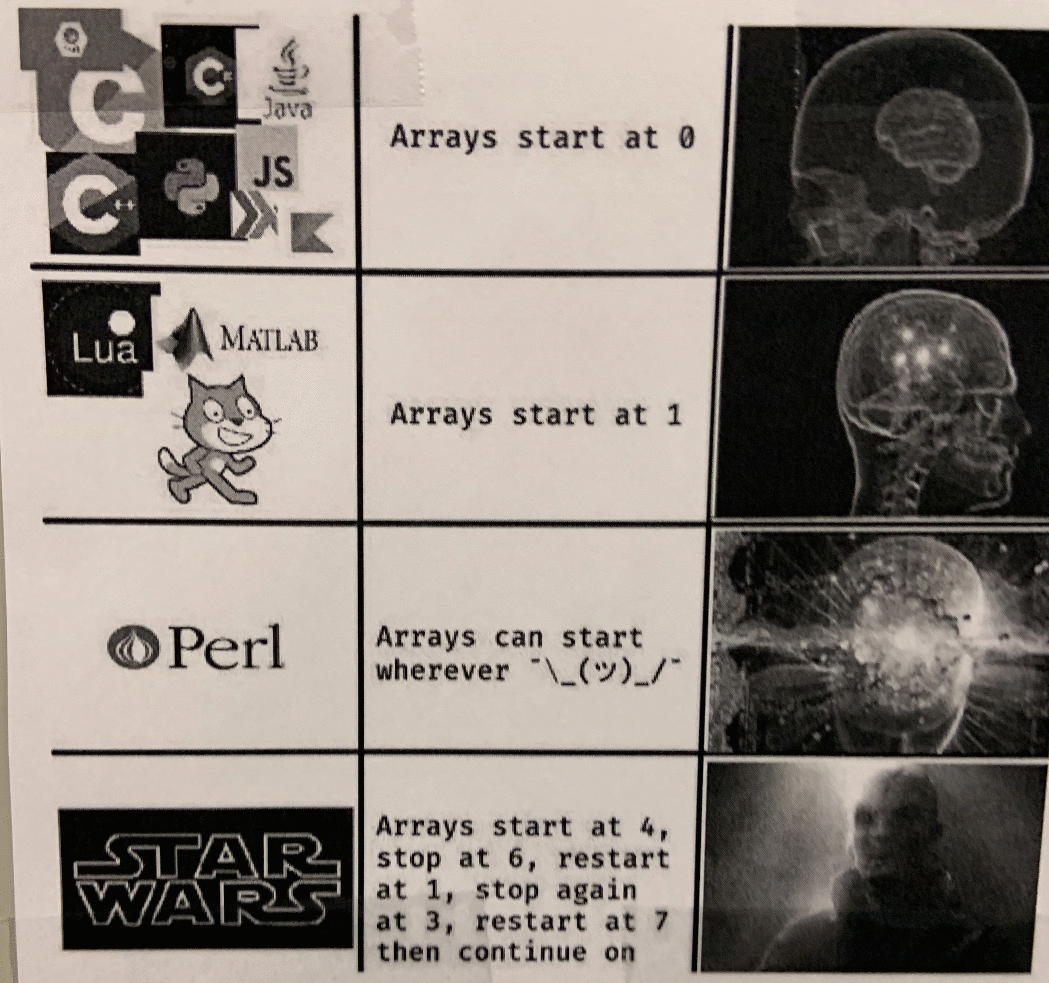 C
C
Java
Arrays start at 0
C++
JS
Lua
MATLAB
Arrays start at 1
Perl
Arrays can start
wherever ¯\_(ツ)_/¯
STAR
WARS
Arrays start at 4,
stop at 6, restart
at 1, stop again
at 3, restart at 7
then continue on